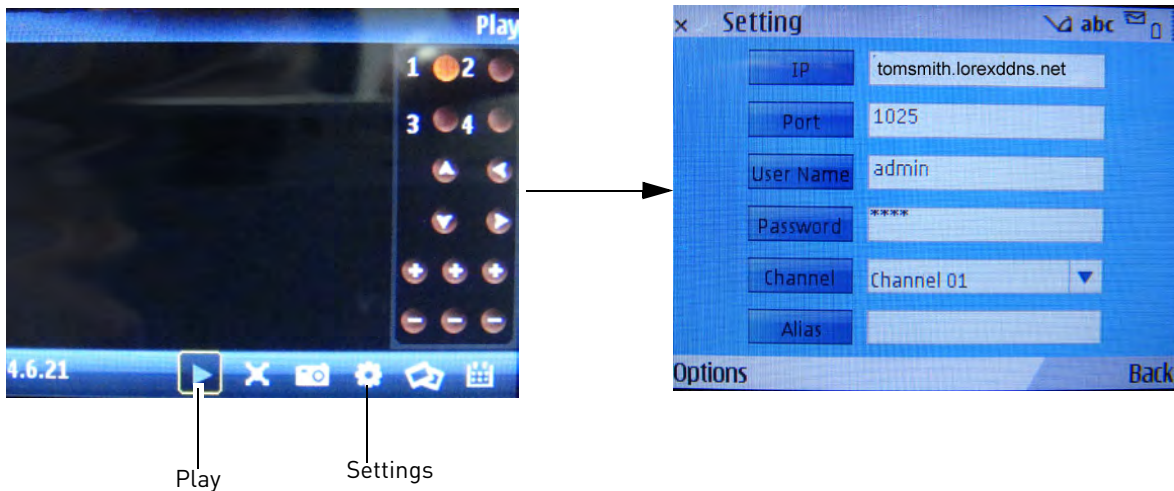 Play
1 2
3 4
4.6.21
Play
Settings
× Setting
abc
IP
tomsmith.lorexddns.net
Port
1025
User Name
admin
Password
****
Channel
Channel 01
Alias
Options
Back